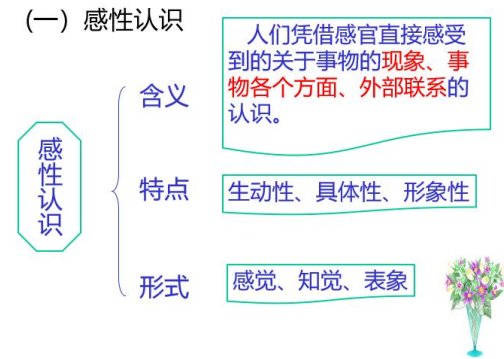 (一) 感性认识
感性认识
含义
人们凭借感官直接感受
到的关于事物的现象、事
物各个方面、外部联系的
认识。
特点
生动性、具体性、形象性
形式
感觉、知觉、表象